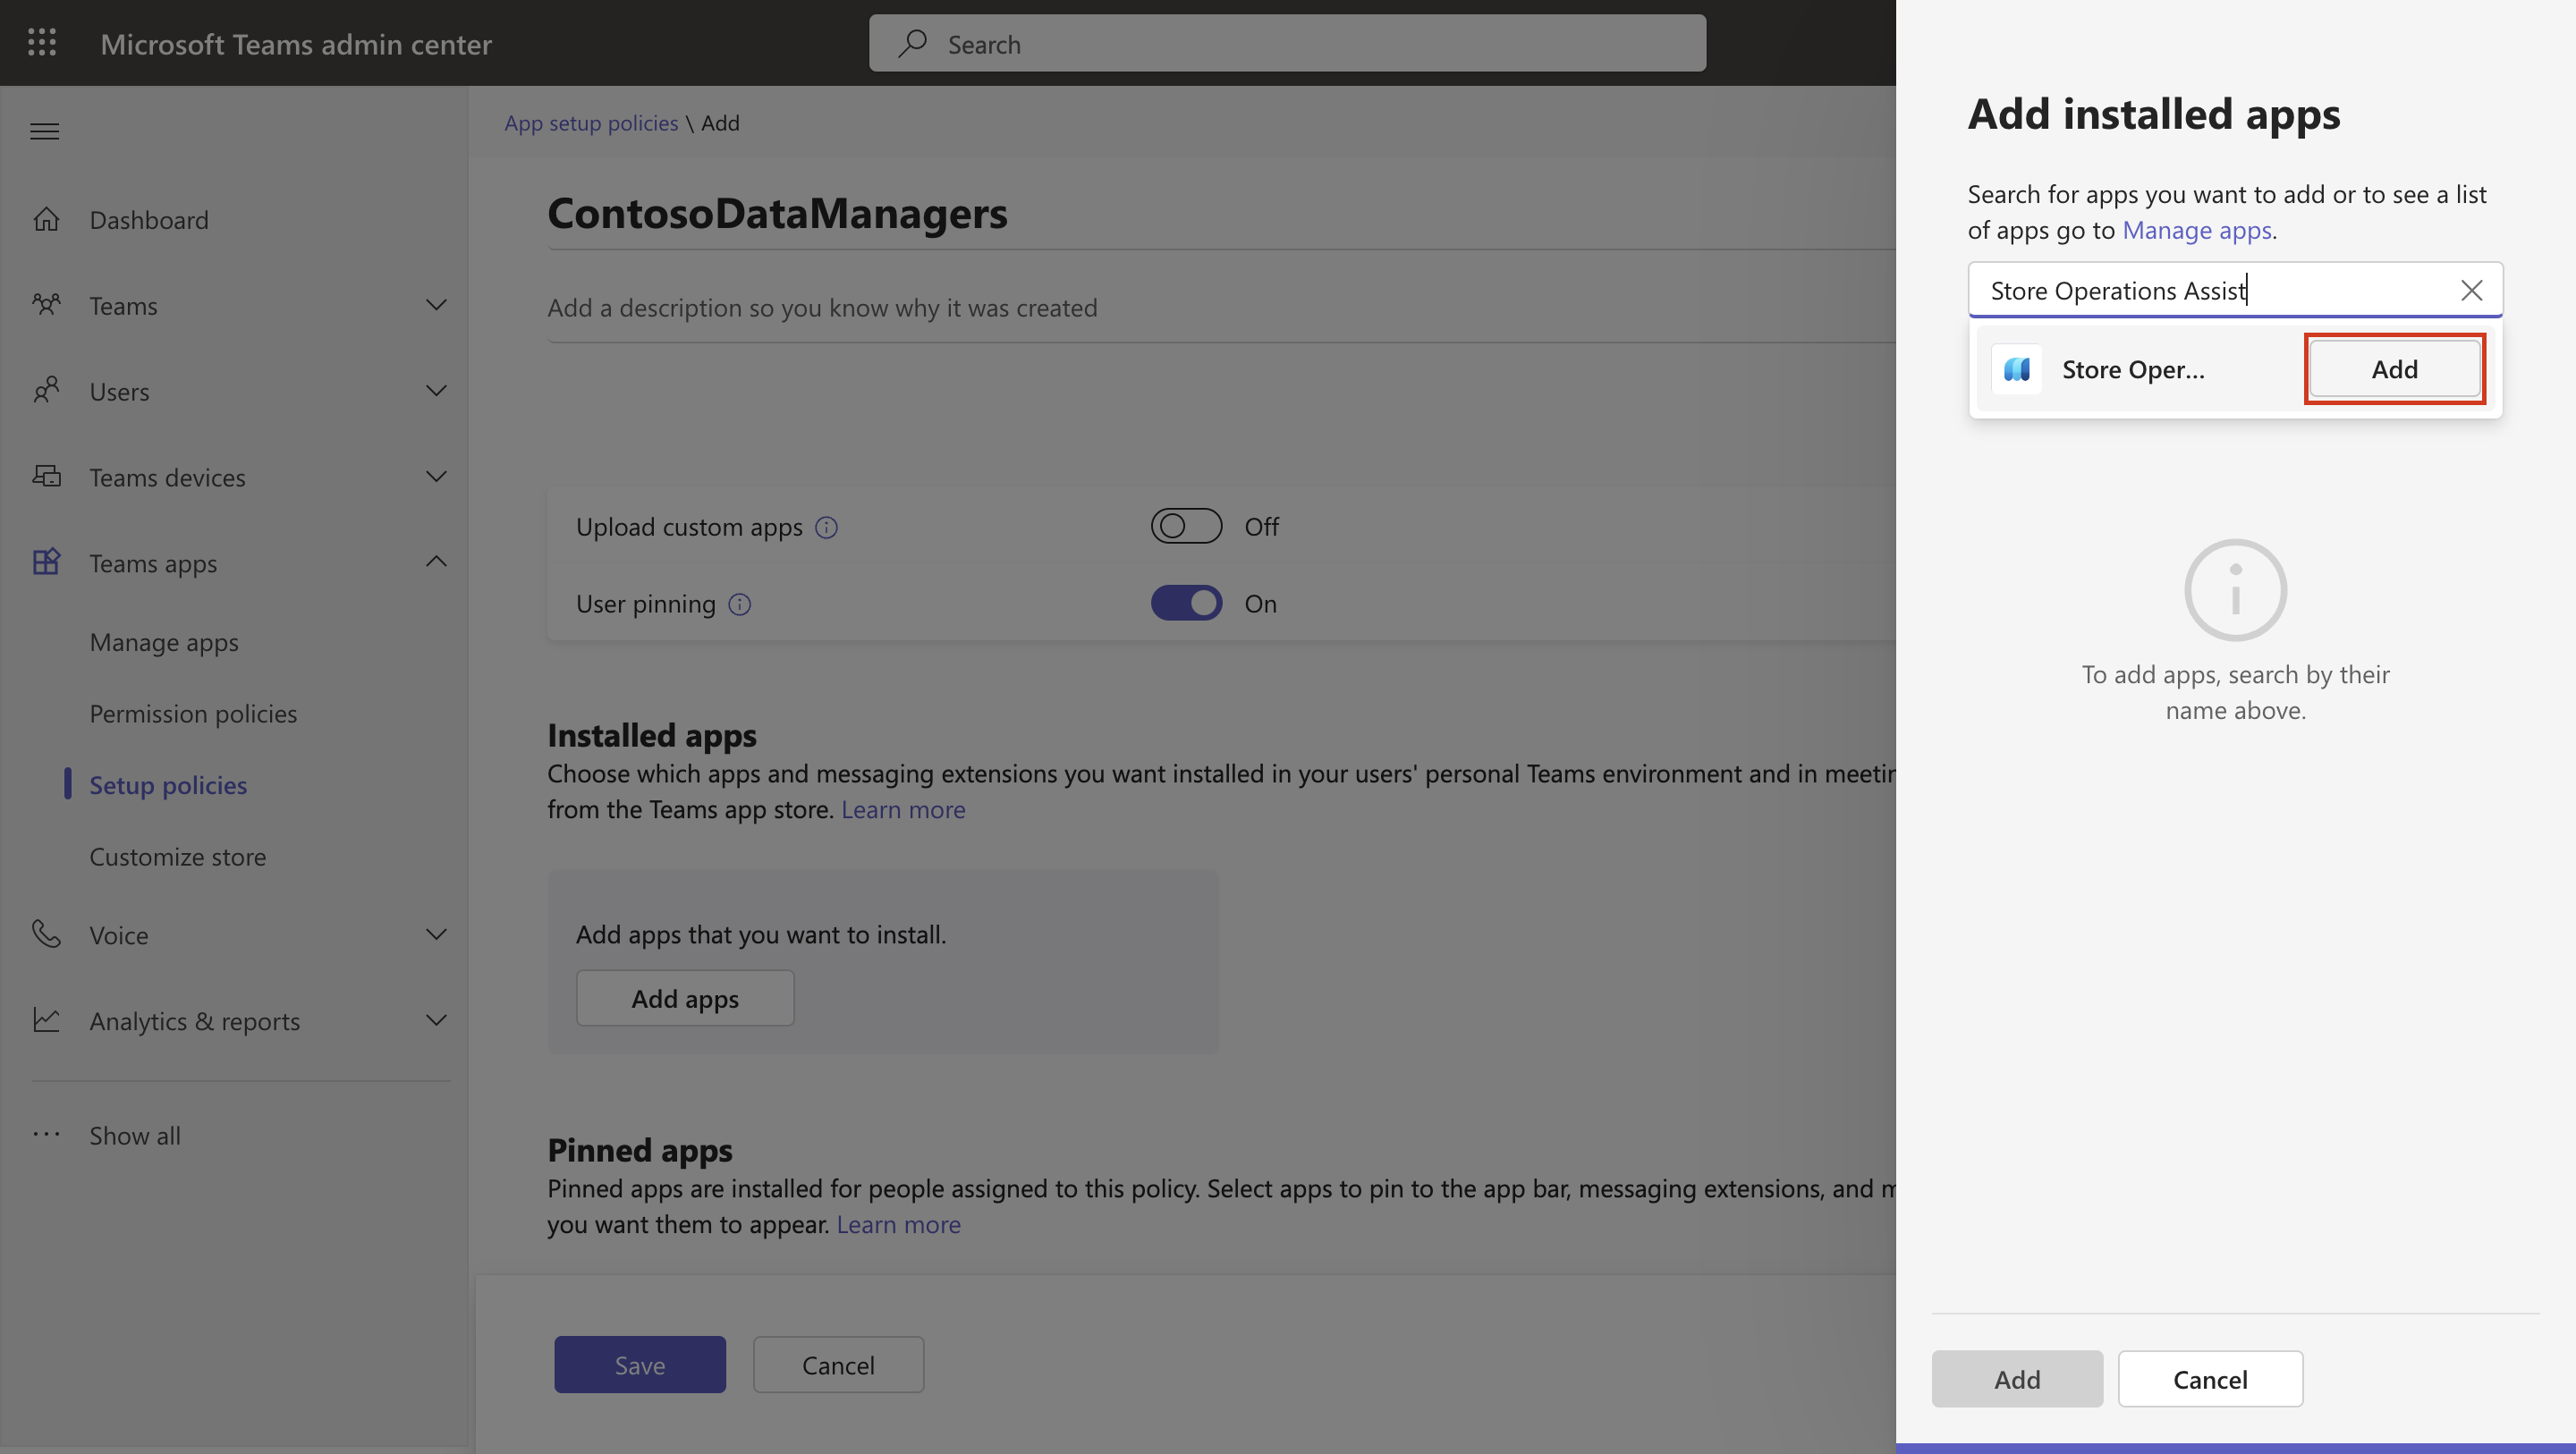 Microsoft Teams admin center
Search
Dashboard
Teams
Users
Teams devices
Teams apps
Manage apps
Permission policies
Setup policies
Customize store
Voice
Analytics & reports
Show all
App setup policies \ Add
ContosoDataManagers
Add a description so you know why it was created
Upload custom apps Off
User pinning On
Installed apps
Choose which apps and messaging extensions you want installed in your users' personal Teams environment and in meetin
from the Teams app store. Learn more
Add apps that you want to install.
Add apps
Pinned apps
Pinned apps are installed for people assigned to this policy. Select apps to pin to the app bar, messaging extensions, and m
you want them to appear. Learn more
Save Cancel
Add installed apps
Search for apps you want to add or to see a list
of apps go to Manage apps.
Store Operations Assist
Store Oper... Add
To add apps, search by their
name above.
Add Cancel